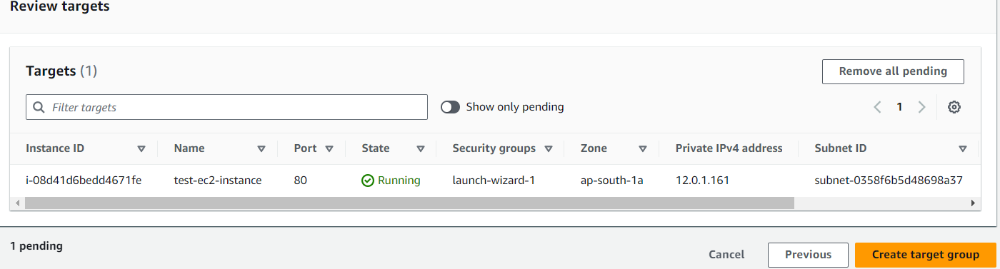 Review targets
Targets (1)
Remove all pending
Filter targets
Show only pending
1
Instance ID Name Port State Security groups Zone Private IPv4 address Subnet ID
i-08d41d6bedd4671fe test-ec2-instance 80 Running launch-wizard-1 ap-south-1a 12.0.1.161 subnet-0358f6b5d48698a37
1 pending
Cancel
Previous
Create target group